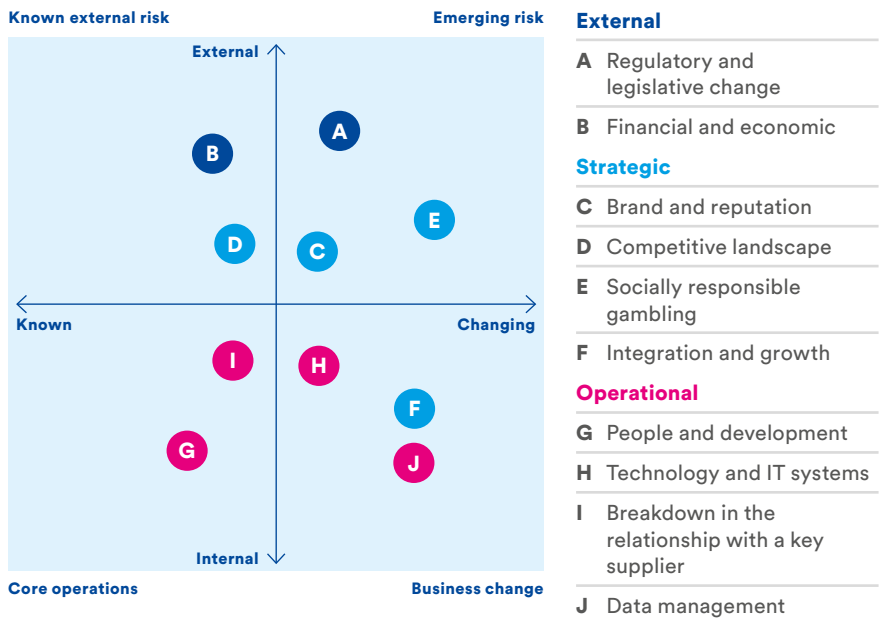 Known external risk
Emerging risk
External
A
B
E
D
C
Known
Changing
I
H
F
G
J
Internal
Core operations
Business change
External
A Regulatory and
legislative change
B Financial and economic
Strategic
C Brand and reputation
D Competitive landscape
E Socially responsible
gambling
F Integration and growth
Operational
G People and development
H Technology and IT systems
I Breakdown in the
relationship with a key
supplier
J Data management